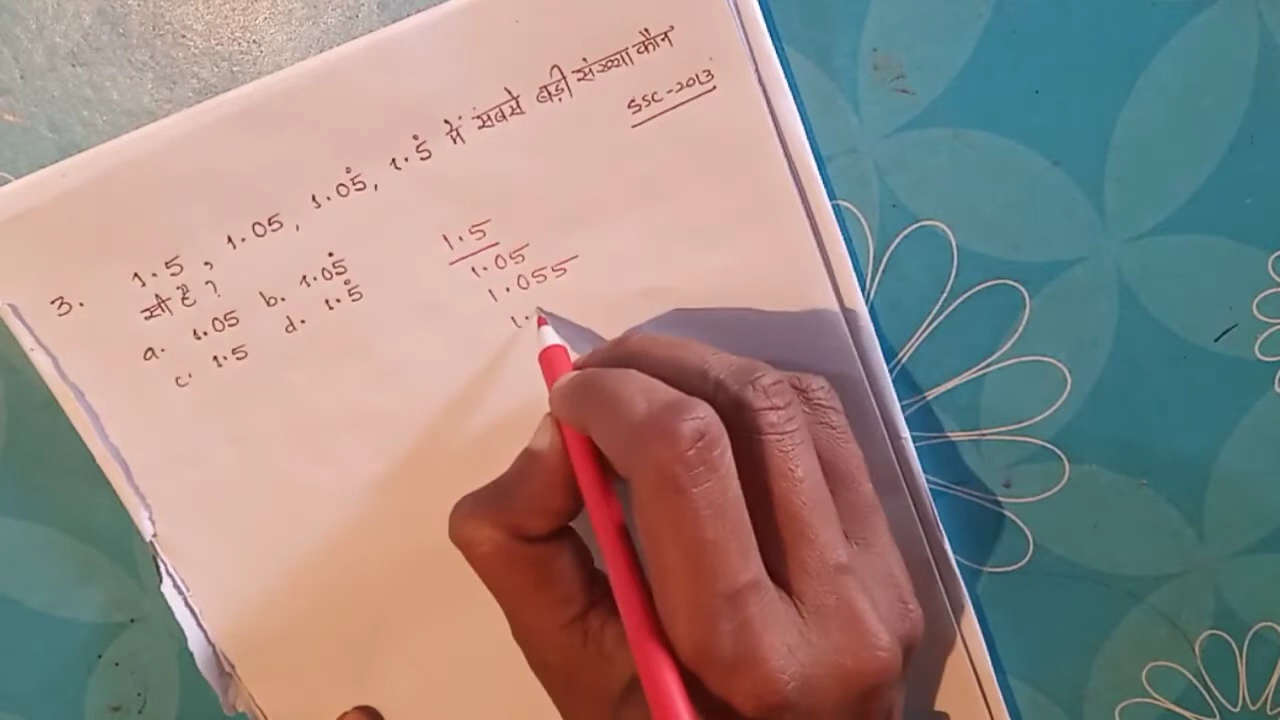 3. 1.5, 1.05, 1.05̇, 1.5̇ में सबसे बड़ी संख्या कौन
सी है?
SSC-2013
a. 1.05 b. 1.05̇
c. 1.5 d. 1.5̇
1.5
1.05
1.055
1.